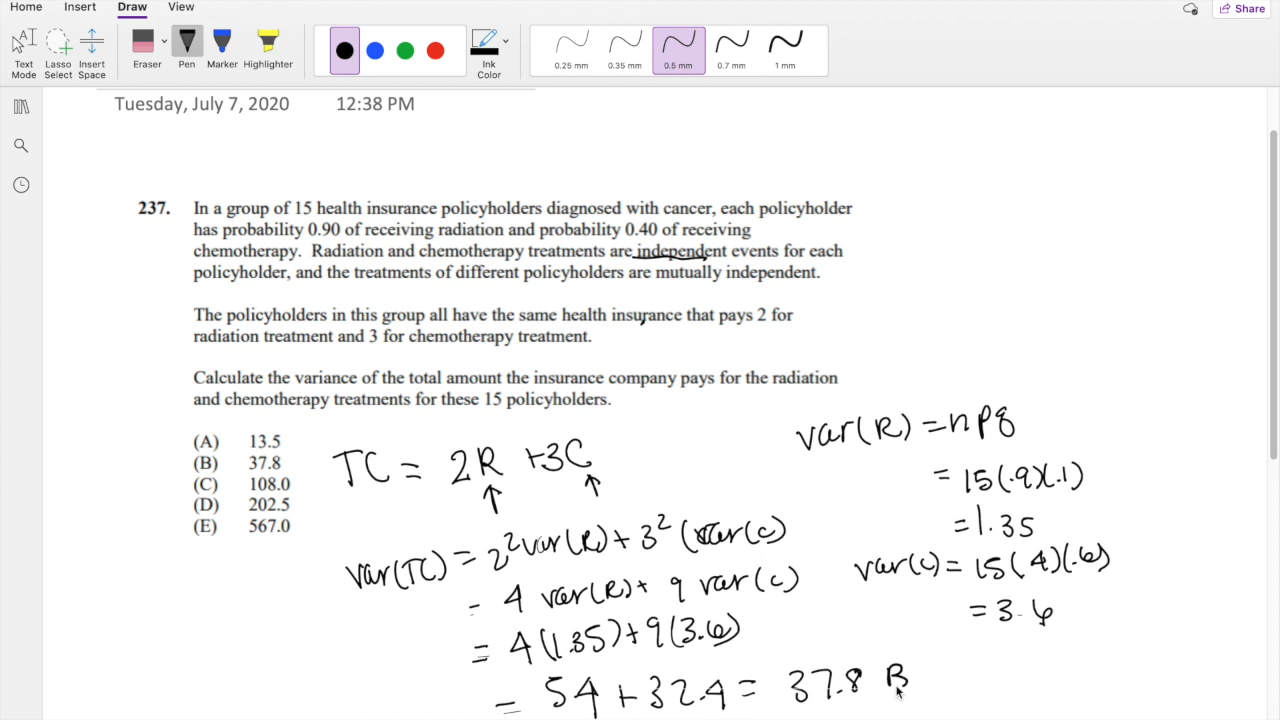 Home Insert Draw View
Share
Text Mode
Lasso Select
Insert Space
Eraser
Pen
Marker
Highlighter
Ink Color
0.25 mm
0.35 mm
0.5 mm
0.7 mm
1 mm
Tuesday, July 7, 2020 12:38 PM
237. In a group of 15 health insurance policyholders diagnosed with cancer, each policyholder
has probability 0.90 of receiving radiation and probability 0.40 of receiving
chemotherapy. Radiation and chemotherapy treatments are independent events for each
policyholder, and the treatments of different policyholders are mutually independent.
The policyholders in this group all have the same health insurance that pays 2 for
radiation treatment and 3 for chemotherapy treatment.
Calculate the variance of the total amount the insurance company pays for the radiation
and chemotherapy treatments for these 15 policyholders.
(A) 13.5
(B) 37.8
(C) 108.0
(D) 202.5
(E) 567.0
TC = 2R +3C
var(TC) = 2²var(R) + 3² (var(c)
= 4 var(R)+ 9 var(c)
= 4(1.35)+9(3.6)
= 54 +32.4 = 37.8 B
var(R) = npq
= 15(.9)(.1)
= 1.35
var(c) = 15(.4)(.6)
= 3.6